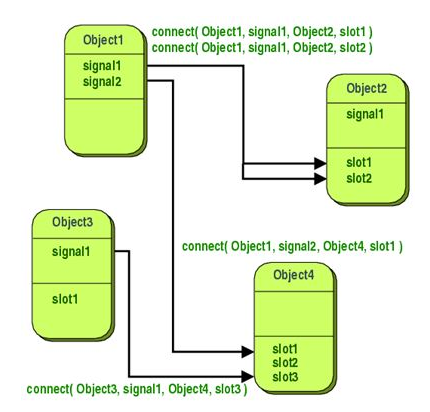 Object1
connect( Object1, signal1, Object2, slot1 )
connect( Object1, signal1, Object2, slot2 )
signal1
signal2
Object2
signal1
slot1
slot2
Object3
signal1
slot1
connect( Object1, signal2, Object4, slot1 )
Object4
slot1
slot2
slot3
connect( Object3, signal1, Object4, slot3 )